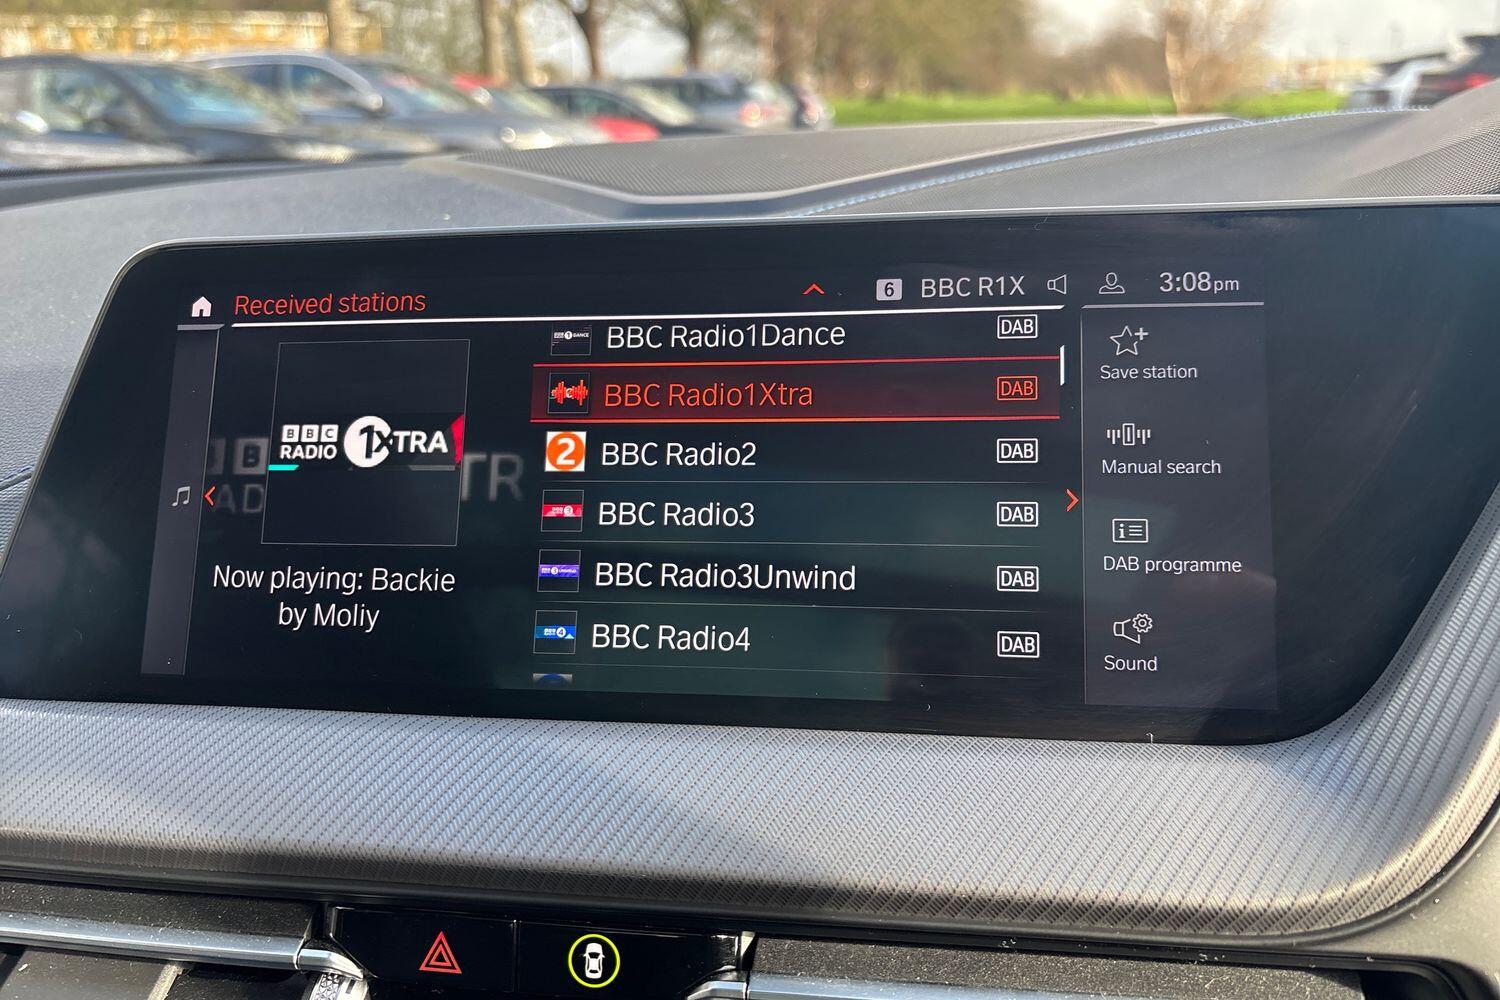 Received stations
6 BBC R1X
3:08pm
BBC RADIO 1XTRA
Now playing: Backie
by Moliy
BBC Radio1Dance DAB
BBC Radio1Xtra DAB
2 BBC Radio2 DAB
BBC Radio3 DAB
BBC Radio3Unwind DAB
BBC Radio4 DAB
Save station
Manual search
DAB programme
Sound